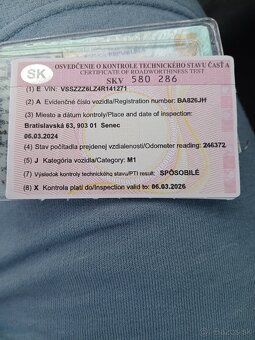 SK
OSVEDČENIE O KONTROLE TECHNICKÉHO STAVU ČASŤ A
CERTIFICATE OF ROADWORTHINESS TEST
SKV 580 286
(1) E VIN: VSSZZZ6LZ4R141271
(2) A Evidenčné číslo vozidla/Registration number: BA826JH
(3) Miesto a dátum kontroly/Place and date of inspection:
Bratislavská 63, 903 01 Senec
06.03.2024
(4) Stav počítadla prejdenej vzdialenosti/Odometer reading: 246372
(5) J Kategória vozidla/Category: M1
(7) Výsledok kontroly technického stavu/PTI result: SPÔSOBILÉ
(8) X Kontrola platí do/Inspection valid to: 06.03.2026